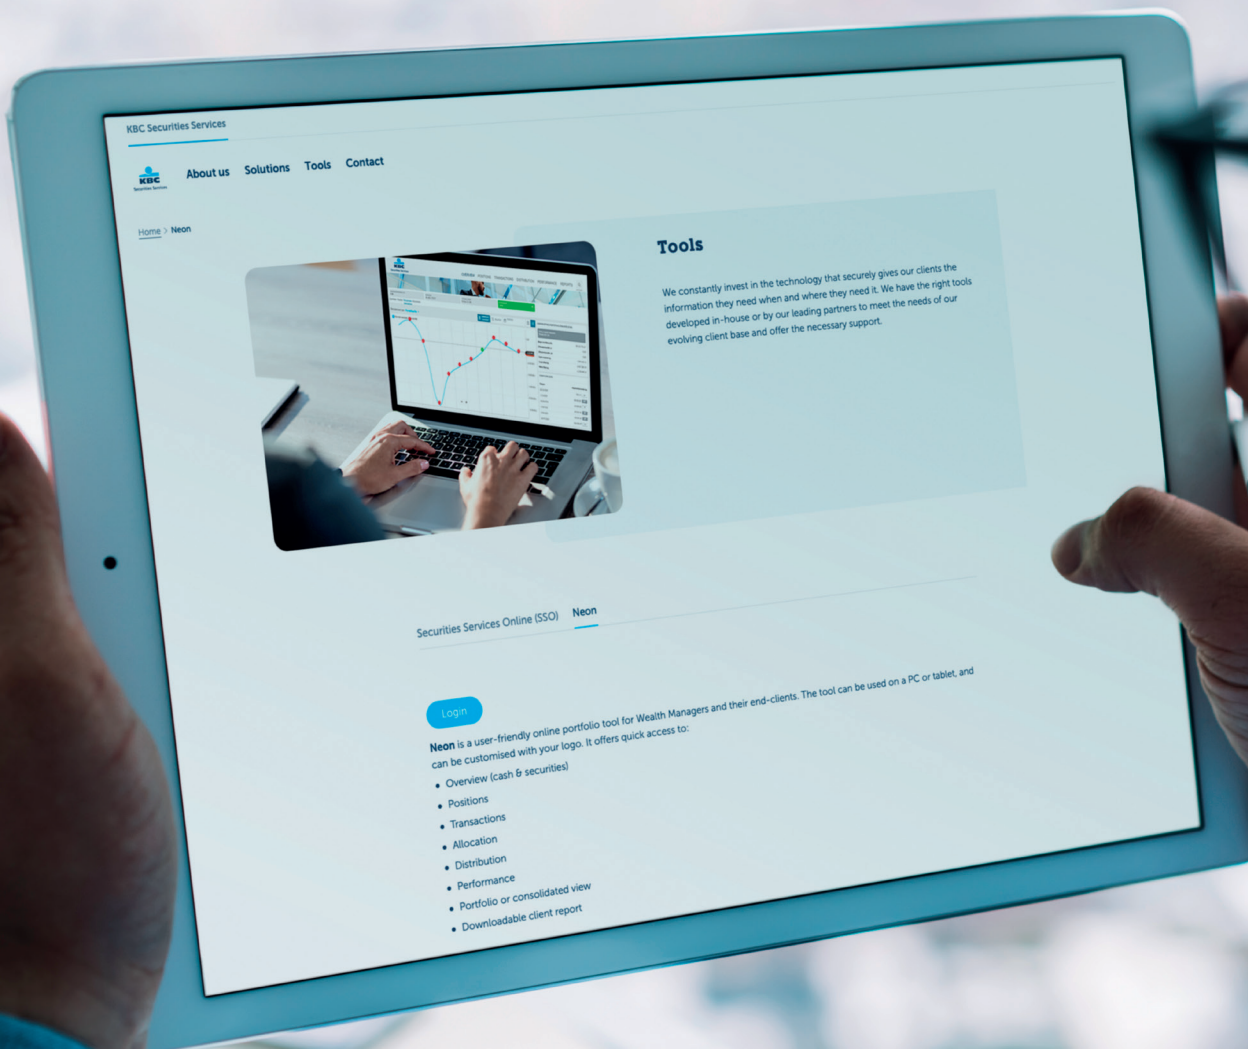 KBC Securities Services
KBC
Securities Services
About us Solutions Tools Contact
Home > Neon
Tools
We constantly invest in the technology that securely gives our clients the
information they need when and where they need it. We have the right tools
developed in-house or by our leading partners to meet the needs of our
evolving client base and offer the necessary support.
Securities Services Online (SSO) Neon
Login
Neon is a user-friendly online portfolio tool for Wealth Managers and their end-clients. The tool can be used on a PC or tablet, and
can be customised with your logo. It offers quick access to:
• Overview (cash & securities)
• Positions
• Transactions
• Allocation
• Distribution
• Performance
• Portfolio or consolidated view
• Downloadable client report